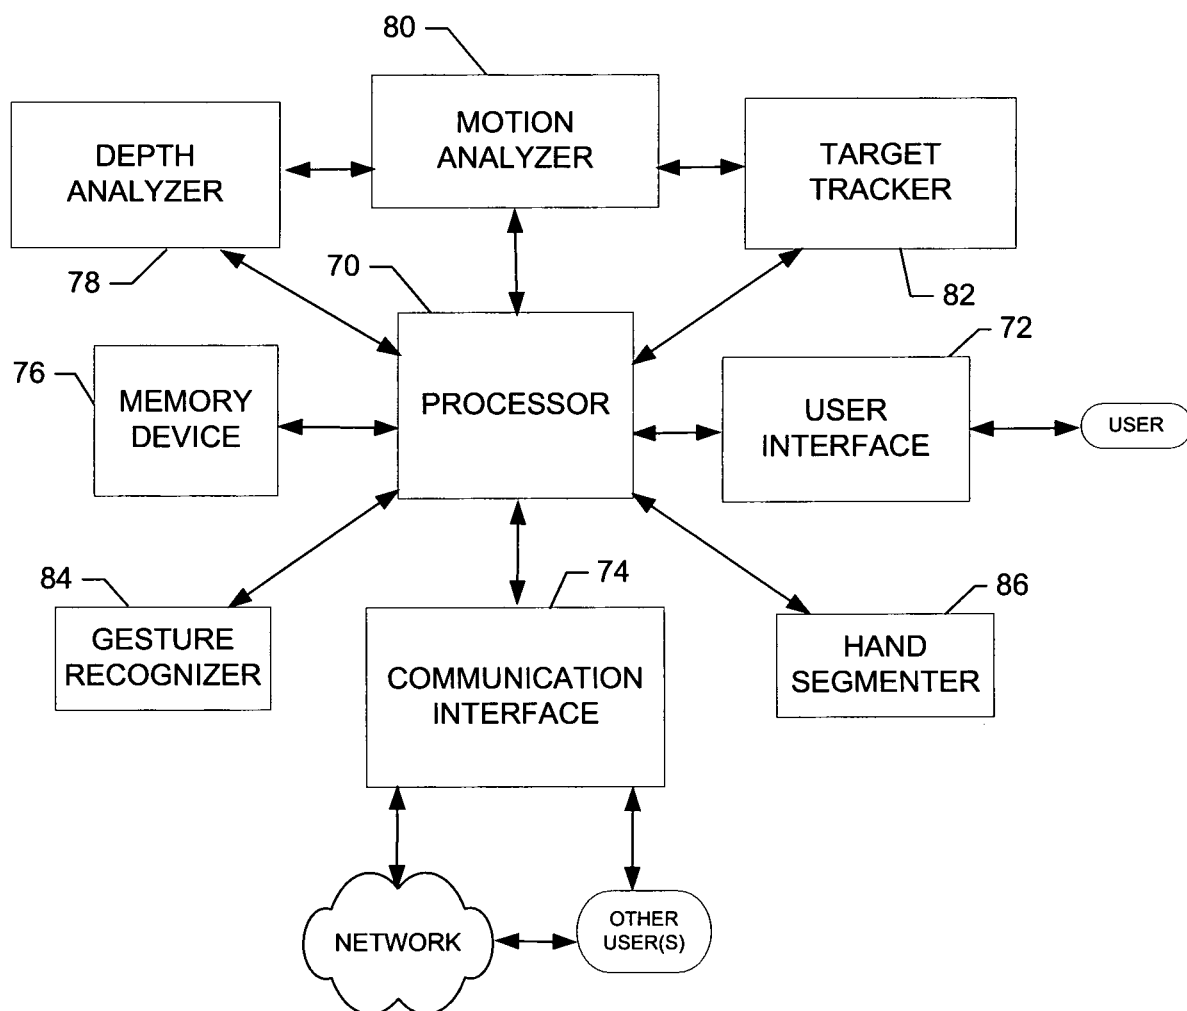 80
MOTION
ANALYZER
DEPTH
ANALYZER
TARGET
TRACKER
78
70
82
72
76
MEMORY
DEVICE
PROCESSOR
USER
INTERFACE
USER
84
74
86
GESTURE
RECOGNIZER
COMMUNICATION
INTERFACE
HAND
SEGMENTER
NETWORK
OTHER
USER(S)